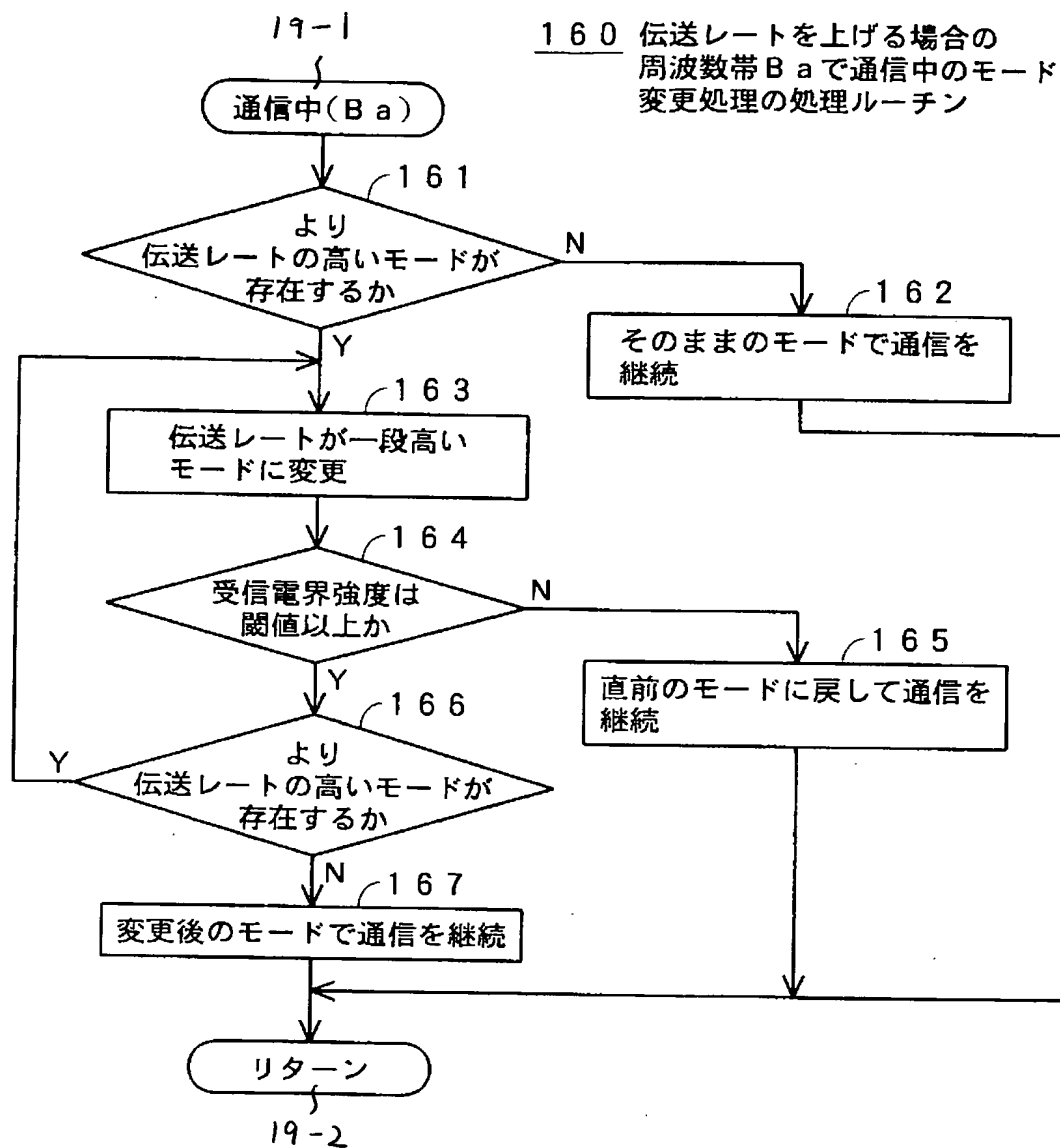 19-1
160 伝送レートを上げる場合の
周波数帯Baで通信中のモード
変更処理の処理ルーチン
通信中(Ba)
161
より
伝送レートの高いモードが
存在するか
N
Y
162
そのままのモードで通信を
継続
163
伝送レートが一段高い
モードに変更
164
受信電界強度は
閾値以上か
N
Y
165
直前のモードに戻して通信を
継続
166
より
伝送レートの高いモードが
存在するか
Y
N
167
変更後のモードで通信を継続
リターン
19-2